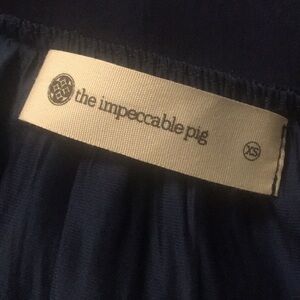 the impeccable pig
XS